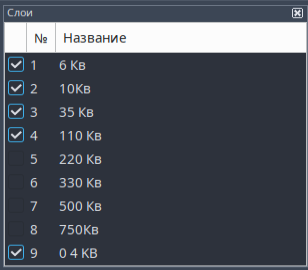 Слои
№ Название
1 6 Кв
2 10Кв
3 35 Кв
4 110 Кв
5 220 Кв
6 330 Кв
7 500 Кв
8 750Кв
9 0 4 КВ